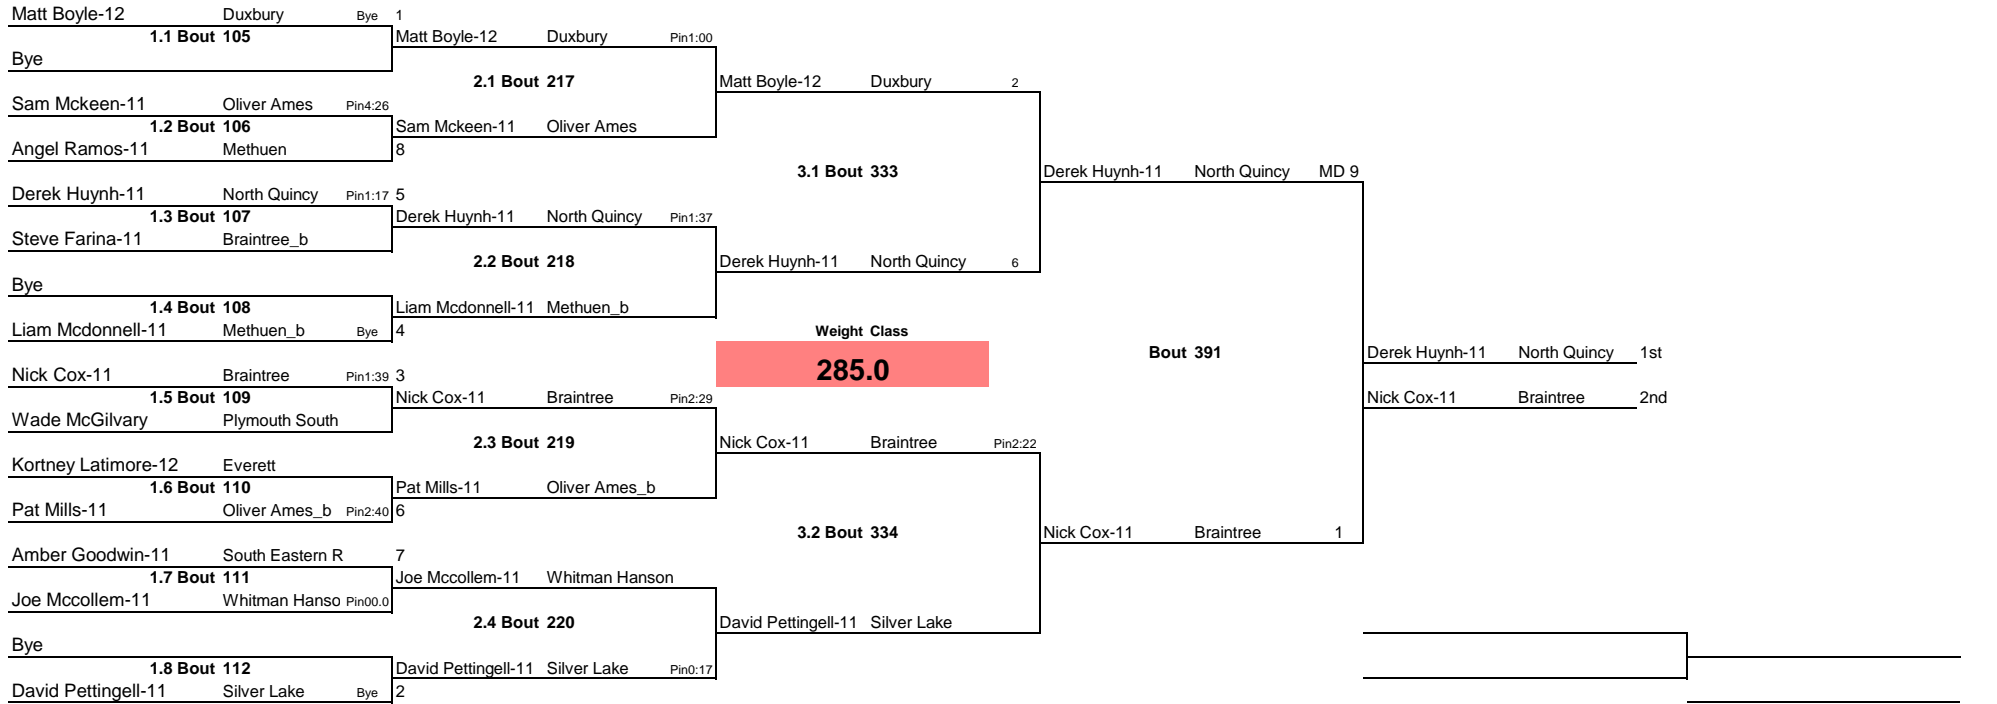 Matt Boyle-12 Duxbury Bye 1
1.1 Bout 105 Matt Boyle-12 Duxbury Pin1:00
Bye
2.1 Bout 217 Matt Boyle-12 Duxbury 2
Sam Mckeen-11 Oliver Ames Pin4:26
1.2 Bout 106 Sam Mckeen-11 Oliver Ames
Angel Ramos-11 Methuen 8
3.1 Bout 333 Derek Huynh-11 North Quincy MD 9
Derek Huynh-11 North Quincy Pin1:17 5
1.3 Bout 107 Derek Huynh-11 North Quincy Pin1:37
Steve Farina-11 Braintree_b
2.2 Bout 218 Derek Huynh-11 North Quincy 6
Bye
1.4 Bout 108 Liam Mcdonnell-11 Methuen_b
Liam Mcdonnell-11 Methuen_b Bye 4 Weight Class
Bout 391 Derek Huynh-11 North Quincy 1st
Nick Cox-11 Braintree Pin1:39 3 285.0
1.5 Bout 109 Nick Cox-11 Braintree Pin2:29 Nick Cox-11 Braintree 2nd
Wade McGilvary Plymouth South
2.3 Bout 219 Nick Cox-11 Braintree Pin2:22
Kortney Latimore-12 Everett
1.6 Bout 110 Pat Mills-11 Oliver Ames_b
Pat Mills-11 Oliver Ames_b Pin2:40 6
3.2 Bout 334 Nick Cox-11 Braintree 1
Amber Goodwin-11 South Eastern R 7
1.7 Bout 111 Joe Mccollem-11 Whitman Hanson
Joe Mccollem-11 Whitman Hanso Pin00.0
2.4 Bout 220 David Pettingell-11 Silver Lake
Bye
1.8 Bout 112 David Pettingell-11 Silver Lake Pin0:17
David Pettingell-11 Silver Lake Bye 2